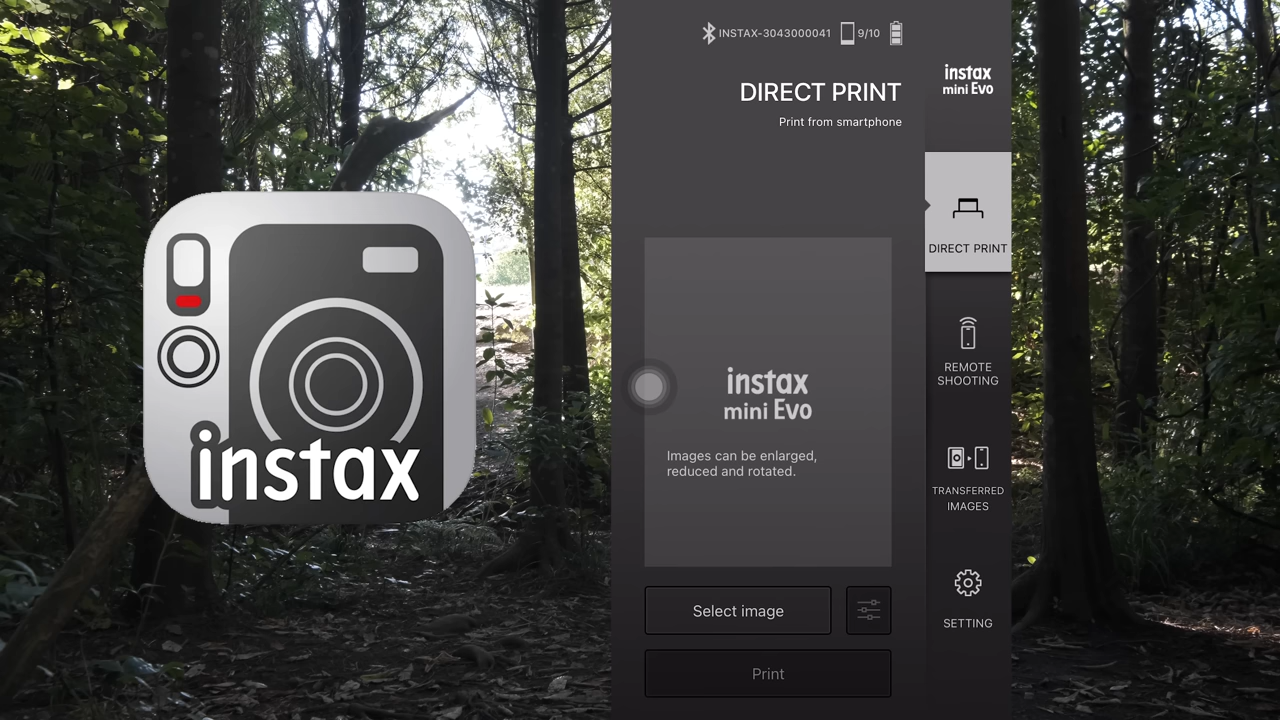 instax
INSTAX-3043000041 9/10
DIRECT PRINT
Print from smartphone
instax
mini Evo
Images can be enlarged,
reduced and rotated.
Select image
Print
instax
mini Evo
DIRECT PRINT
REMOTE
SHOOTING
TRANSFERRED
IMAGES
SETTING